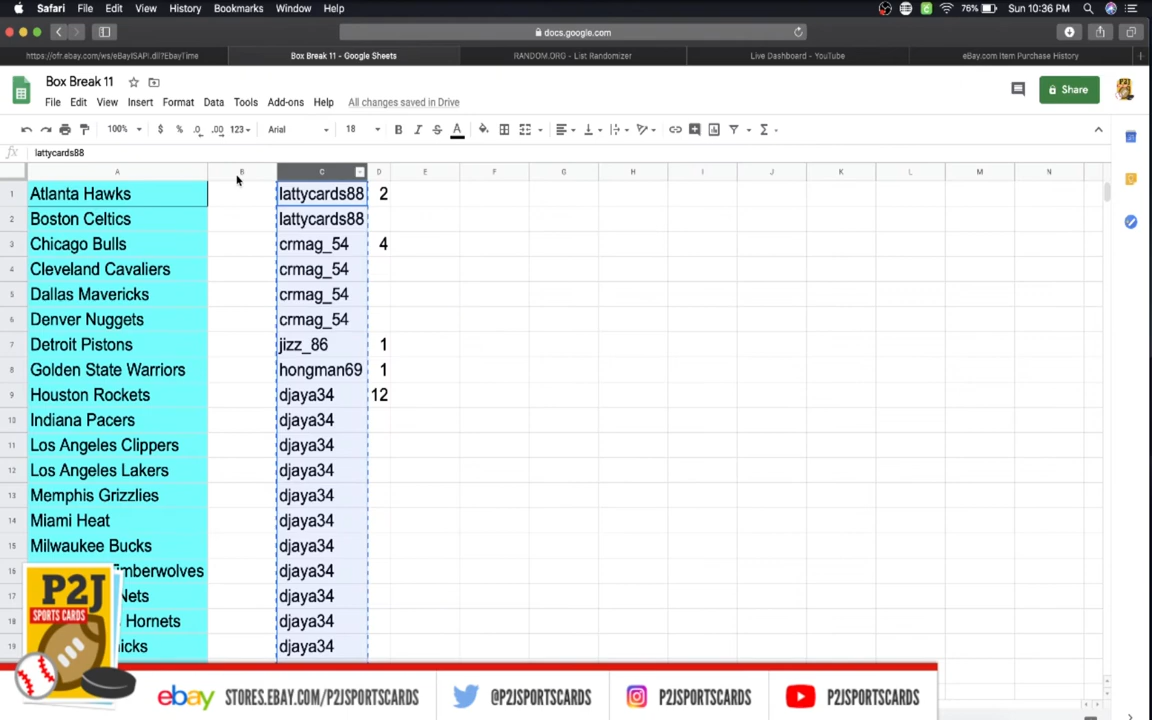 Safari File Edit View History Bookmarks Window Help 76% Sun 10:36 PM
docs.google.com
https://ofr.ebay.com/ws/eBayISAPI.dll?EbayTime Box Break 11 - Google Sheets RANDOM.ORG - List Randomizer Live Dashboard - YouTube eBay.com Item Purchase History
Box Break 11
File Edit View Insert Format Data Tools Add-ons Help All changes saved in Drive
Share
100% $ % .0 .00 123 Arial 18 B I S A
fx lattycards88
A B C D E F G H I J K L M N
1 Atlanta Hawks lattycards88 2
2 Boston Celtics lattycards88
3 Chicago Bulls crmag_54 4
4 Cleveland Cavaliers crmag_54
5 Dallas Mavericks crmag_54
6 Denver Nuggets crmag_54
7 Detroit Pistons jizz_86 1
8 Golden State Warriors hongman69 1
9 Houston Rockets djaya34 12
10 Indiana Pacers djaya34
11 Los Angeles Clippers djaya34
12 Los Angeles Lakers djaya34
13 Memphis Grizzlies djaya34
14 Miami Heat djaya34
15 Milwaukee Bucks djaya34
16 imberwolves djaya34
17 Nets djaya34
18 Hornets djaya34
19 nicks djaya34
P2J
SPORTS CARDS
ebay STORES.EBAY.COM/P2JSPORTSCARDS @P2JSPORTSCARDS P2JSPORTSCARDS P2JSPORTSCARDS